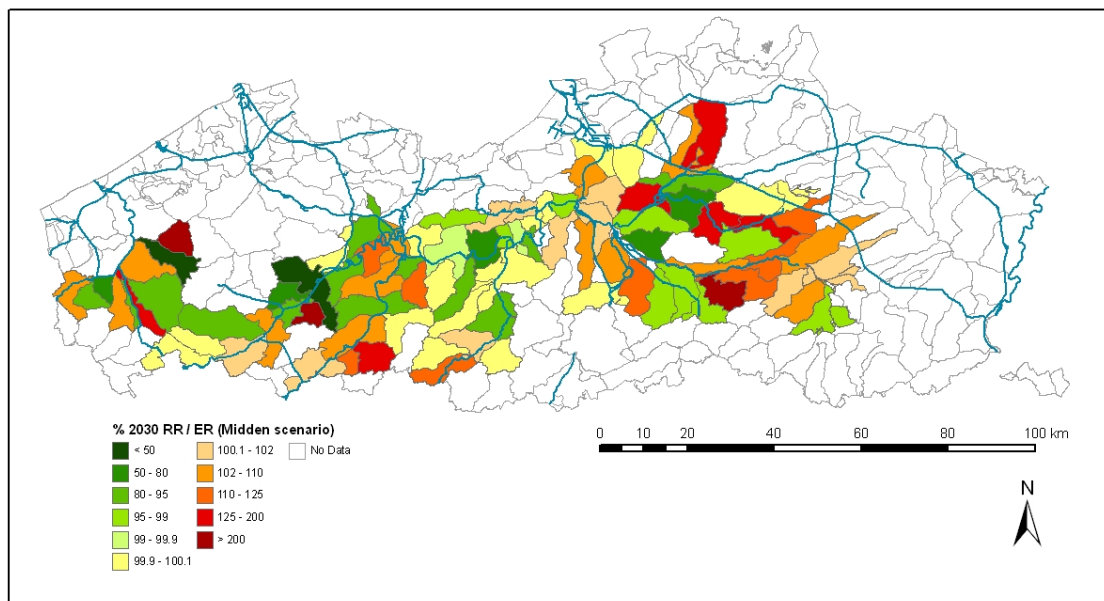 % 2030 RR / ER (Midden scenario)
< 50
50 - 80
80 - 95
95 - 99
99 - 99.9
99.9 - 100.1
100.1 - 102
102 - 110
110 - 125
125 - 200
> 200
No Data
0 10 20 40 60 80 100 km
N